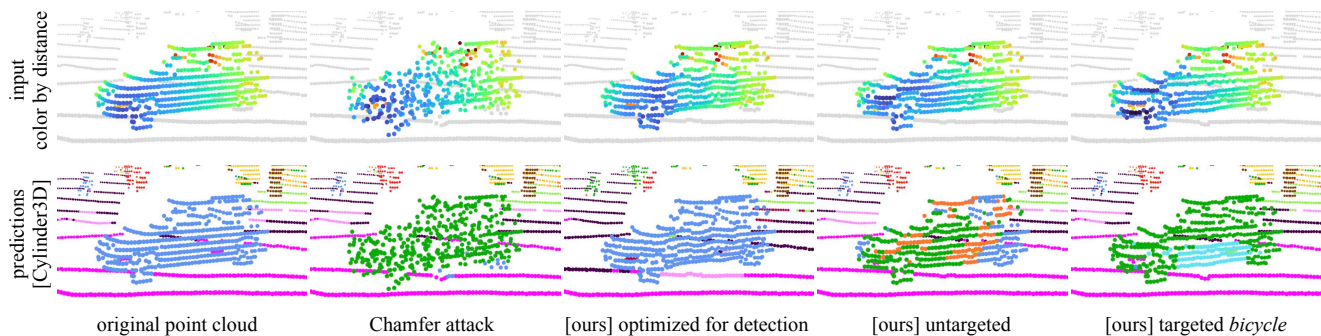 input
color by distance
predictions
[Cylinder3D]
original point cloud
Chamfer attack
[ours] optimized for detection
[ours] untargeted
[ours] targeted bicycle